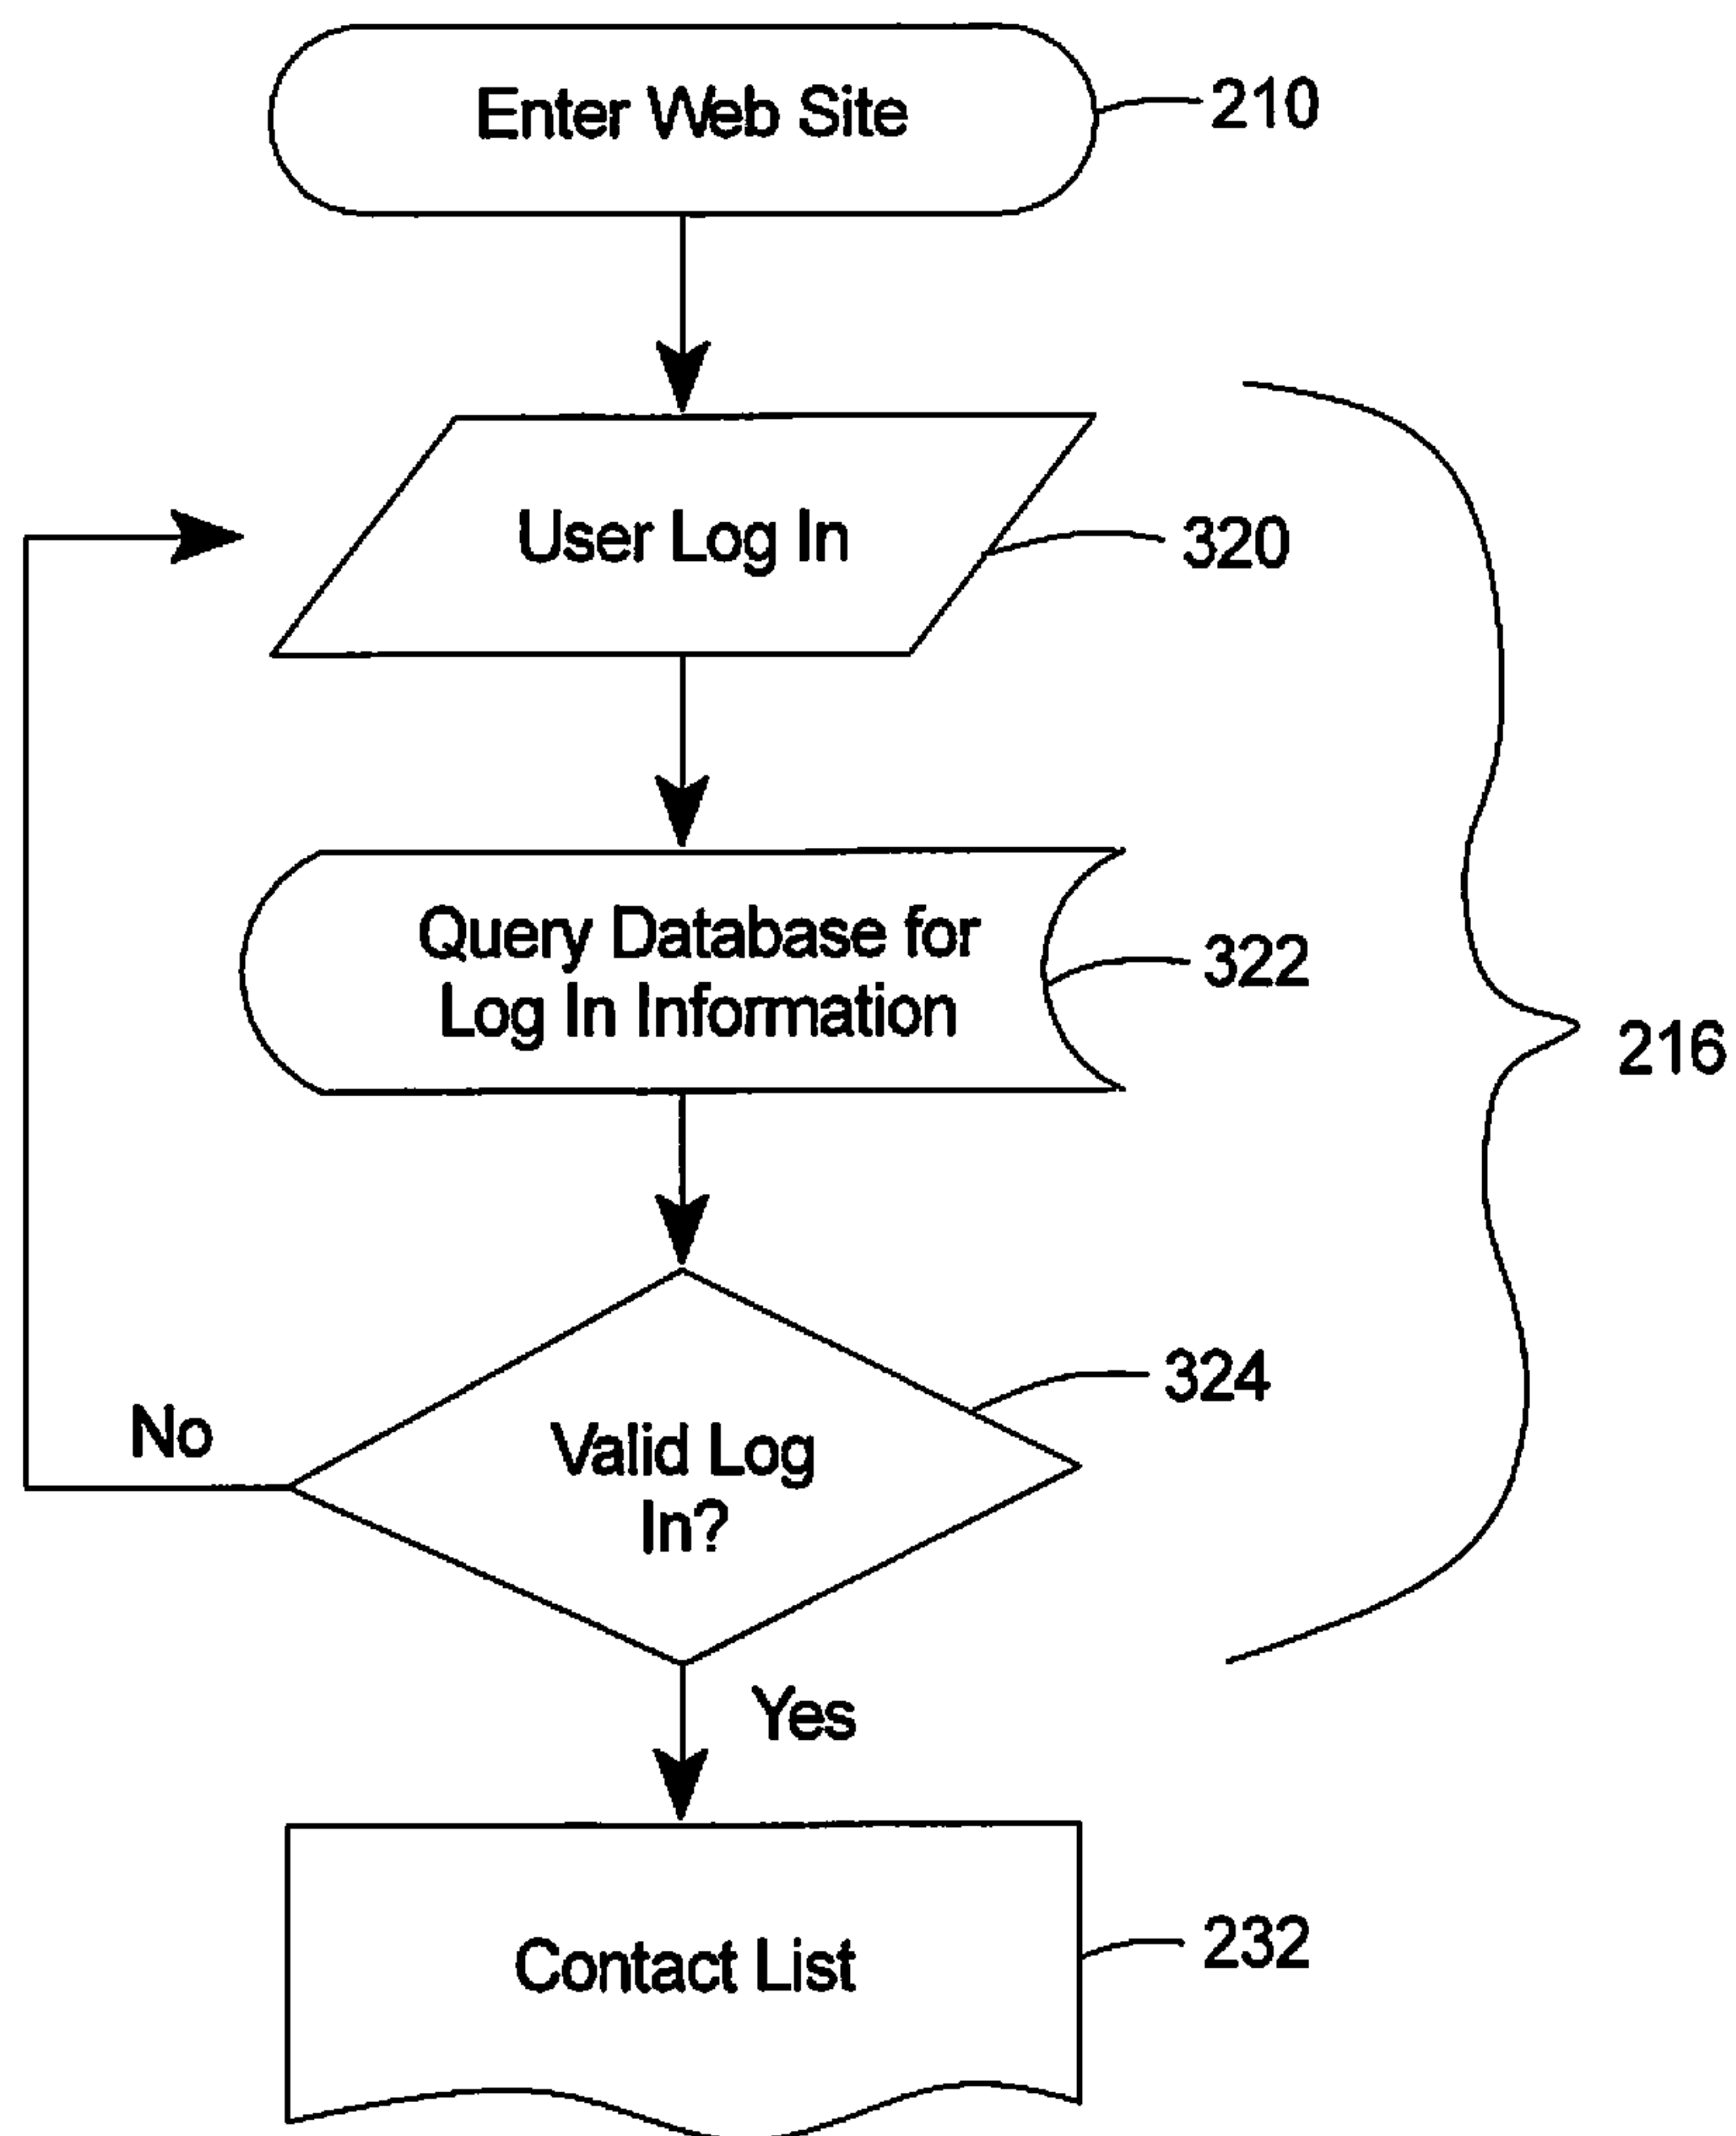 Enter Web Site
210
User Log In
320
Query Database for
Log In Information
322
216
324
No
Valid Log
In?
Yes
Contact List
232